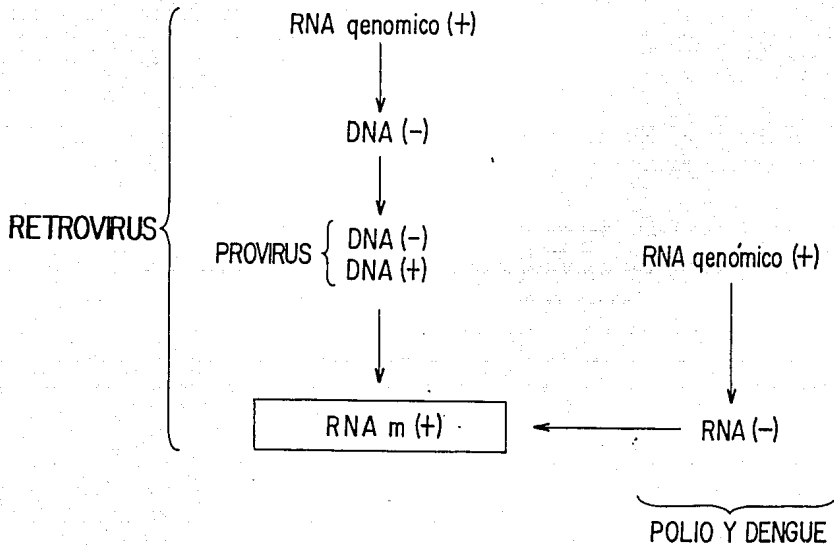 RNA qenomico (+)
DNA (-)
RETROVIRUS
PROVIRUS
DNA (-)
DNA (+)
RNA m (+)
RNA qenómico (+)
RNA (-)
POLIO Y DENGUE